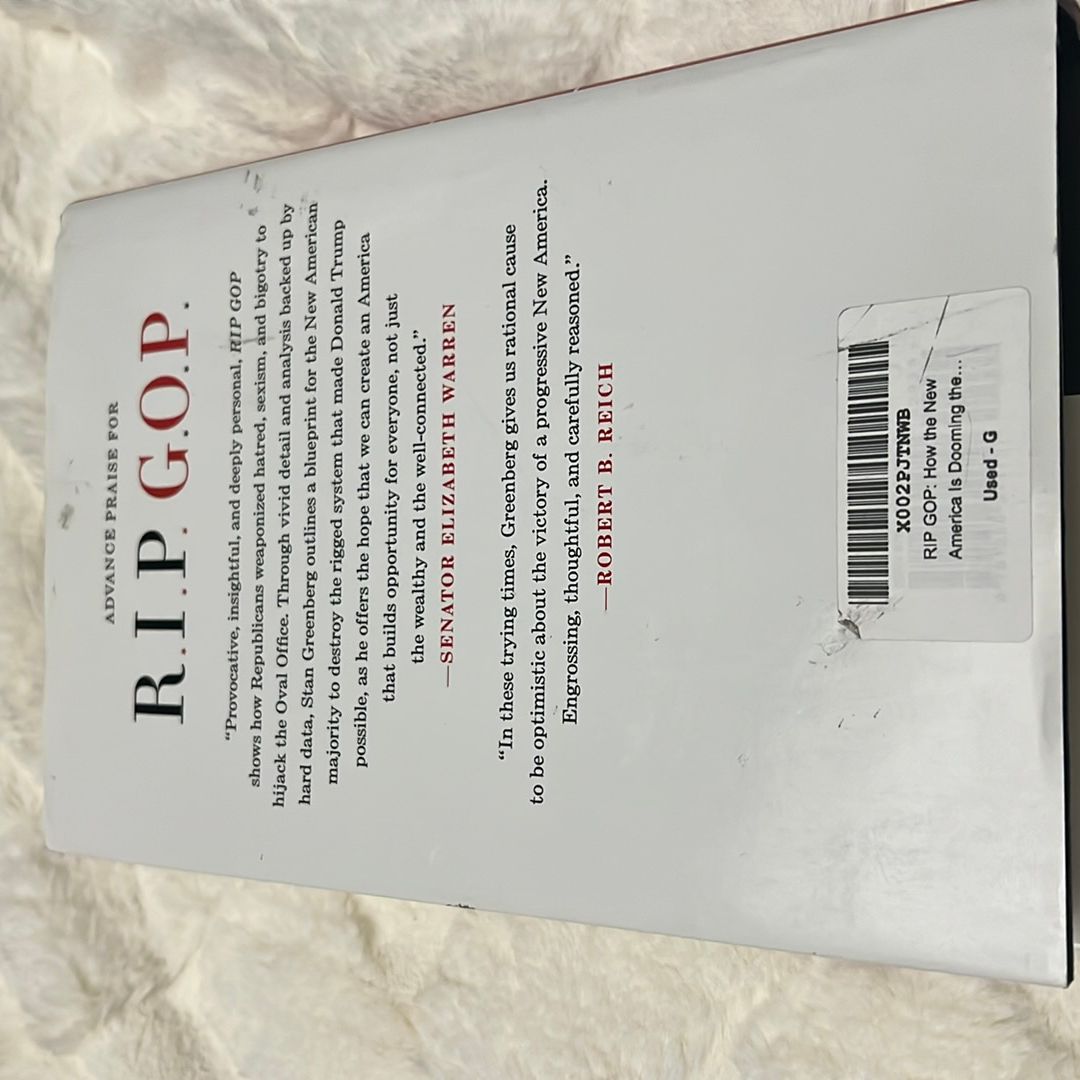 ADVANCE PRAISE FOR
R.I.P. G.O.P.
“Provocative, insightful, and deeply personal, RIP GOP
shows how Republicans weaponized hatred, sexism, and bigotry to
hijack the Oval Office. Through vivid detail and analysis backed up by
hard data, Stan Greenberg outlines a blueprint for the New American
majority to destroy the rigged system that made Donald Trump
possible, as he offers the hope that we can create an America
that builds opportunity for everyone, not just
the wealthy and the well-connected.”
—SENATOR ELIZABETH WARREN
“In these trying times, Greenberg gives us rational cause
to be optimistic about the victory of a progressive New America.
Engrossing, thoughtful, and carefully reasoned.”
—ROBERT B. REICH
X002PJTNWB
RIP GOP: How the New
America Is Dooming the...
Used - G